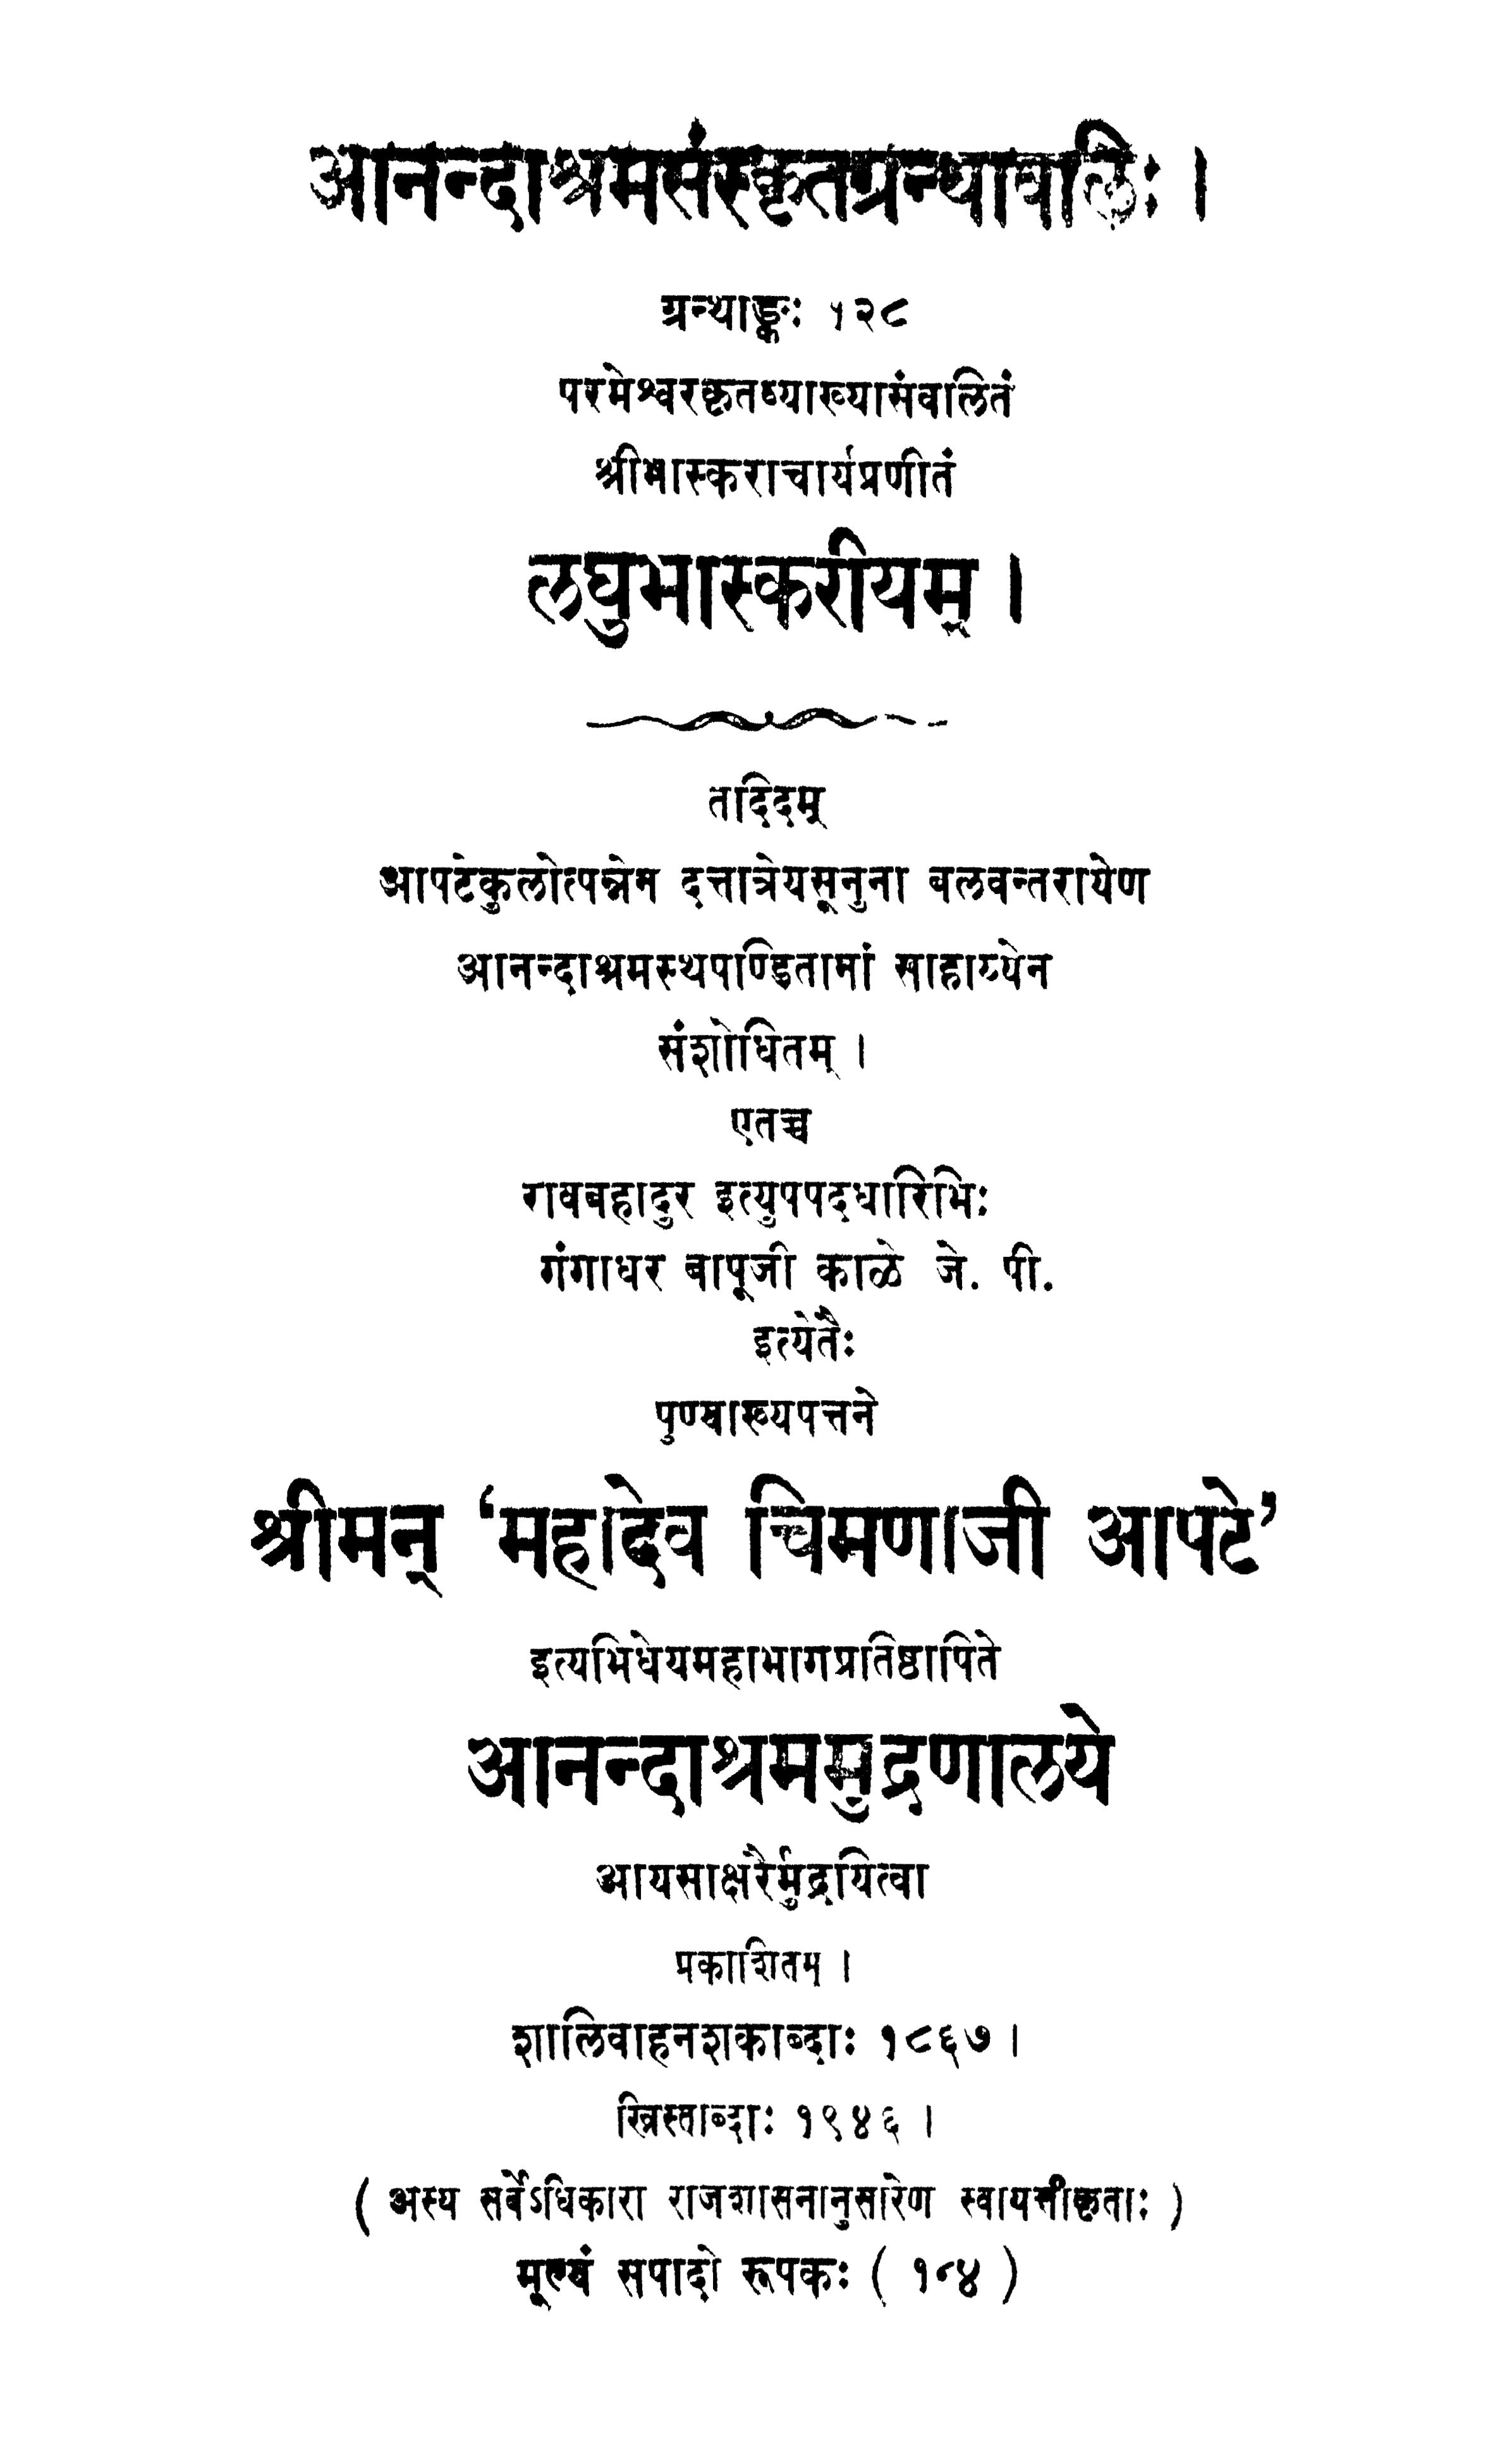 आनन्दाश्रमसंस्कृतग्रन्थावलिः ।
ग्रन्थाङ्कः १२८
परमेश्वरकृतव्याख्यासंवलितं
श्रीभास्कराचार्यप्रणीतं
लघुभास्करीयम् ।
तदिदम्
आपटेकुलोत्पन्नेन दत्तात्रेयसूनुना बलवन्तरायेण
आनन्दाश्रमस्थपण्डितानां साहाय्येन
संशोधितम् ।
एतच्च
रावबहादुर इत्युपपदधारिभिः
गंगाधर बापूजी काळे जे. पी.
इत्येतैः
पुण्याख्यपत्तने
श्रीमन् ‘महादेव चिमणाजी आपटे’
इत्यभिधेयमहाभागप्रतिष्ठापिते
आनन्दाश्रममुद्रणालये
आयसाक्षरैर्मुद्रयित्वा
प्रकाशितम् ।
शालिवाहनशकाब्दाः १८६७ ।
ख्रिस्ताब्दाः १९४६ ।
( अस्य सर्वेऽधिकारा राजशासनानुसारेण स्वायत्तीकृताः )
मूल्यं सपादो रूपकः ( १-४ )